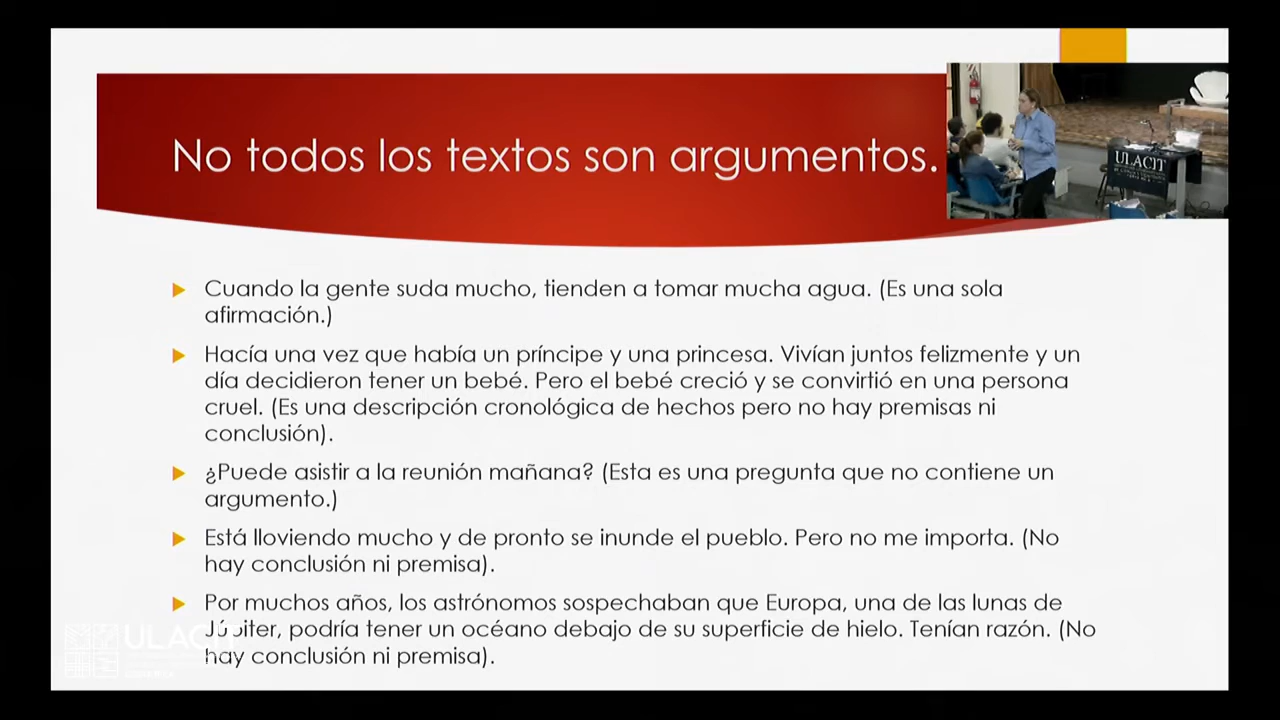 No todos los textos son argumentos.
ULACIT
Cuando la gente suda mucho, tienden a tomar mucha agua. (Es una sola
afirmación.)
Hacía una vez que había un príncipe y una princesa. Vivían juntos felizmente y un
día decidieron tener un bebé. Pero el bebé creció y se convirtió en una persona
cruel. (Es una descripción cronológica de hechos pero no hay premisas ni
conclusión).
¿Puede asistir a la reunión mañana? (Esta es una pregunta que no contiene un
argumento.)
Está lloviendo mucho y de pronto se inunde el pueblo. Pero no me importa. (No
hay conclusión ni premisa).
Por muchos años, los astrónomos sospechaban que Europa, una de las lunas de
Júpiter, podría tener un océano debajo de su superficie de hielo. Tenían razón. (No
hay conclusión ni premisa).
ULACIT